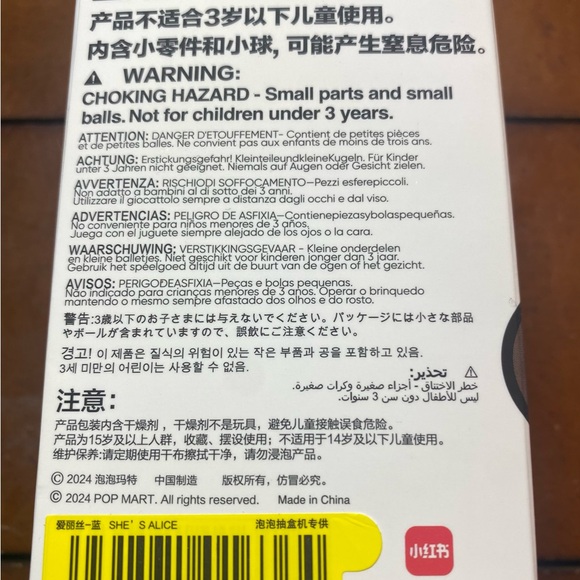 产品不适合3岁以下儿童使用。
内含小零件和小球，可能产生窒息危险。
⚠ WARNING:
CHOKING HAZARD - Small parts and small
balls. Not for children under 3 years.
ATTENTION: DANGER D'ETOUFFEMENT- Contient de petites pièces
et de petites balles. Ne convient pas aux enfants de moins de trois ans.
ACHTUNG: Erstickungsgefahr! KleinteileundkleineKugeln. Für Kinder
unter 3 Jahren nicht geeignet. Niemals auf Augen oder Gesicht zielen.
AVVERTENZA: RISCHIODI SOFFOCAMENTO—Pezzi esferepiccoli.
Non adatto a bambini al di sotto dei 3 anni.
Utilizzare il giocattolo sempre a distanza dagli occhi e dal viso.
ADVERTENCIAS: PELIGRO DE ASFIXIA—Contienepiezasybolaspequeñas.
No conveniente para niños menores de 3 años.
Juega con el juguete siempre alejado de los ojos o la cara.
WAARSCHUWING: VERSTIKKINGSGEVAAR - Kleine onderdelen
en kleine balletjes. Niet geschikt voor kinderen jonger dan 3 jaar.
Gebruik het speelgoed altijd uit de buurt van de ogen of het gezicht.
AVISOS: PERIGODEASFIXIA—Peças e bolas pequenas.
Não indicado para crianças menores de 3 anos. Operar o brinquedo
mantendo o mesmo sempre afastado dos olhos e do rosto.
警告:3歳以下のお子さまには与えないでください。パッケージには小さな部品
やボールが含まれていますので、誤飲にご注意ください。
경고! 이 제품은 질식의 위험이 있는 작은 부품과 공을 포함하고 있음.
3세 미만의 어린이는 사용할 수 없음.
⚠ تحذير:
خطر الاختناق - أجزاء صغيرة وكرات صغيرة.
ليس للأطفال دون سن 3 سنوات.
注意:
产品包装内含干燥剂，干燥剂不是玩具，避免儿童接触误食危险。
产品为15岁及以上人群，收藏、摆设使用；不适用于14岁及以下儿童使用。
维护保养:请定期使用干布擦拭干净，请勿浸泡产品。
© 2024 泡泡玛特 中国制造 版权所有，仿冒必究。
© 2024 POP MART. All rights reserved. Made in China
爱丽丝-蓝 SHE'S ALICE 泡泡抽盒机专供
小红书